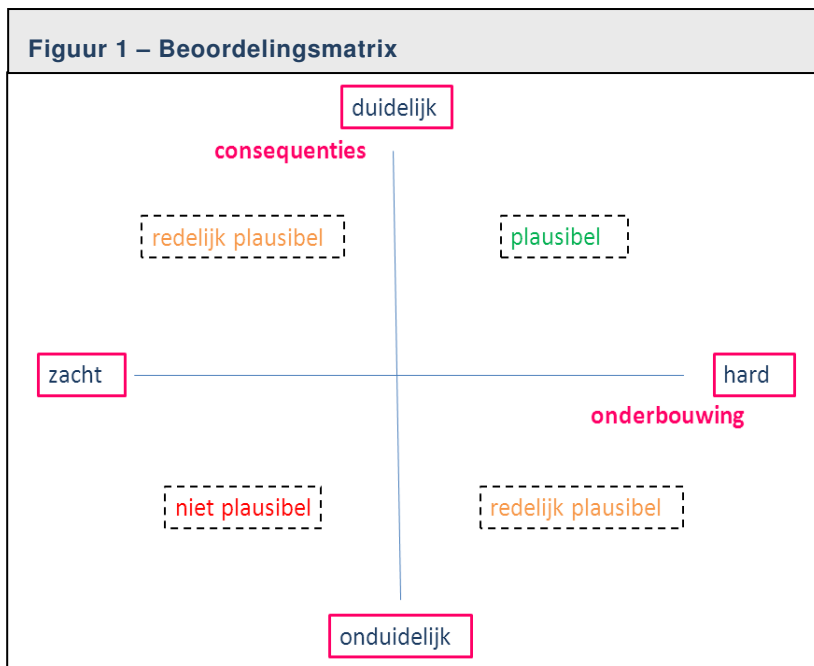 Figuur 1 – Beoordelingsmatrix
duidelijk
consequenties
redelijk plausibel
plausibel
zacht
hard
onderbouwing
niet plausibel
redelijk plausibel
onduidelijk